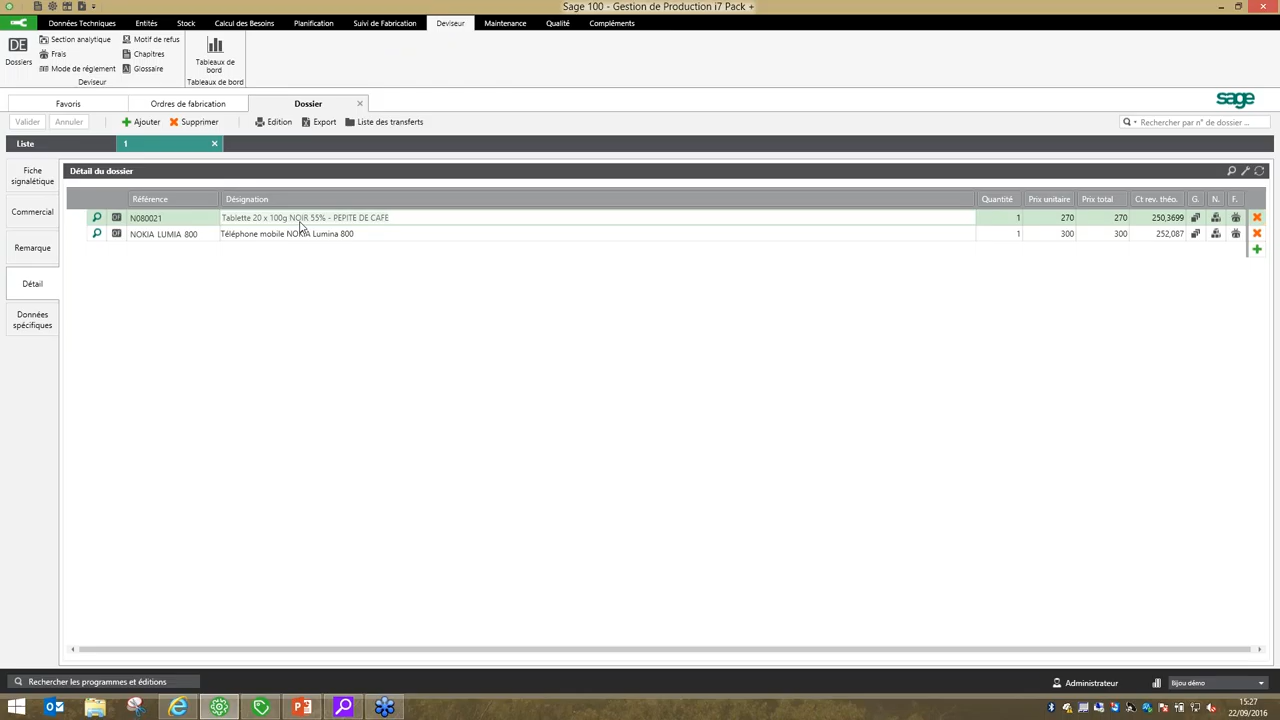 Sage 100 - Gestion de Production i7 Pack +
Données Techniques Entités Stock Calcul des Besoins Planification Suivi de Fabrication Deviseur Maintenance Qualité Compléments
DE Dossiers
Section analytique
Frais
Mode de réglement
Motif de refus
Chapitres
Glossaire
Deviseur
Tableaux de bord
Tableaux de bord
Favoris Ordres de fabrication Dossier
sage
Valider Annuler Ajouter Supprimer Edition Export Liste des transferts Rechercher par n° de dossier ...
Liste 1
Fiche signalétique
Commercial
Remarque
Détail
Données spécifiques
Détail du dossier
Référence Désignation Quantité Prix unitaire Prix total Ct rev. théo. G. N. F.
N080021 Tablette 20 x 100g NOIR 55% - PEPITE DE CAFE 1 270 270 250,3699
NOKIA LUMIA 800 Téléphone mobile NOKIA Lumina 800 1 300 300 252,087
Rechercher les programmes et éditions
Administrateur Bijou démo
15:27
22/09/2016